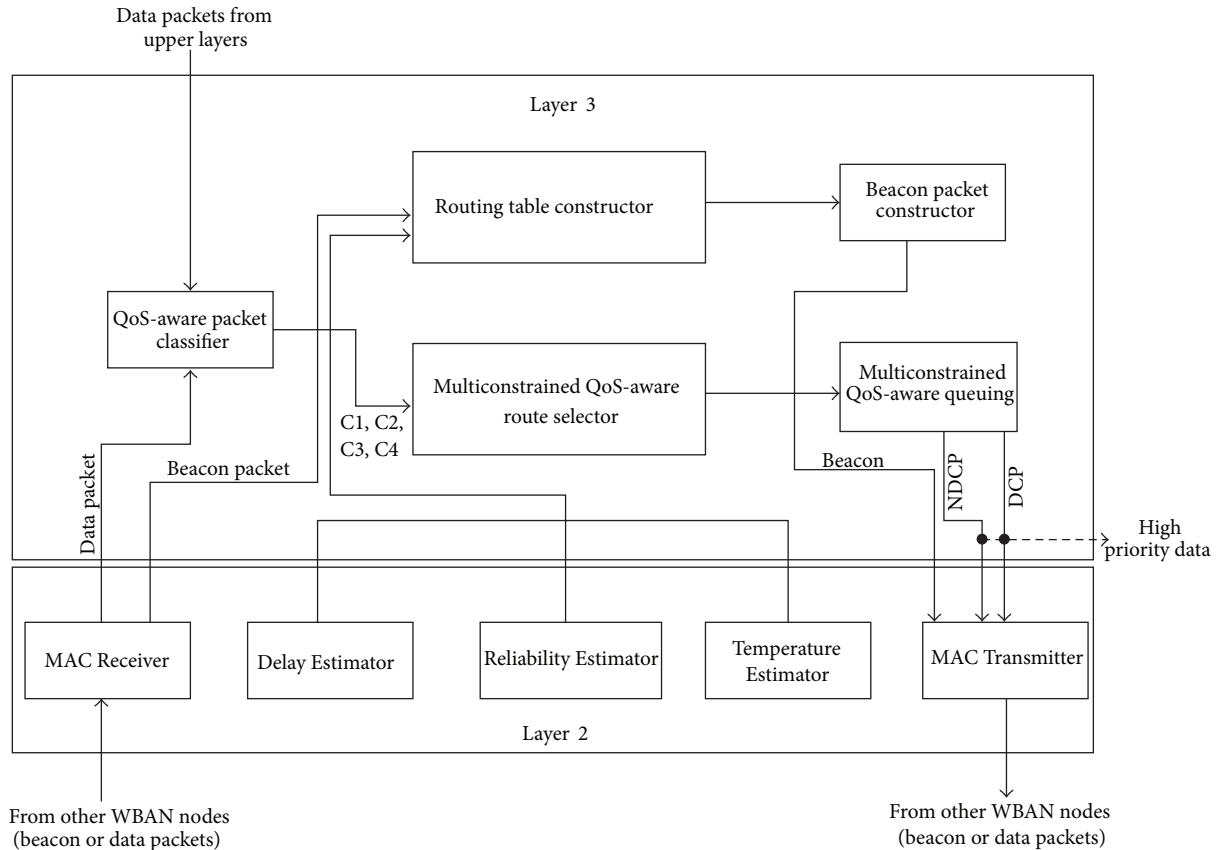 Data packets from
upper layers
Layer 3
Routing table constructor
Beacon packet
constructor
QoS-aware packet
classifier
Multiconstrained QoS-aware
route selector
Multiconstrained
QoS-aware queuing
C1, C2,
C3, C4
Data packet
Beacon packet
Beacon
NDCP
DCP
High
priority data
MAC Receiver
Delay Estimator
Reliability Estimator
Temperature
Estimator
MAC Transmitter
Layer 2
From other WBAN nodes
(beacon or data packets)
From other WBAN nodes
(beacon or data packets)